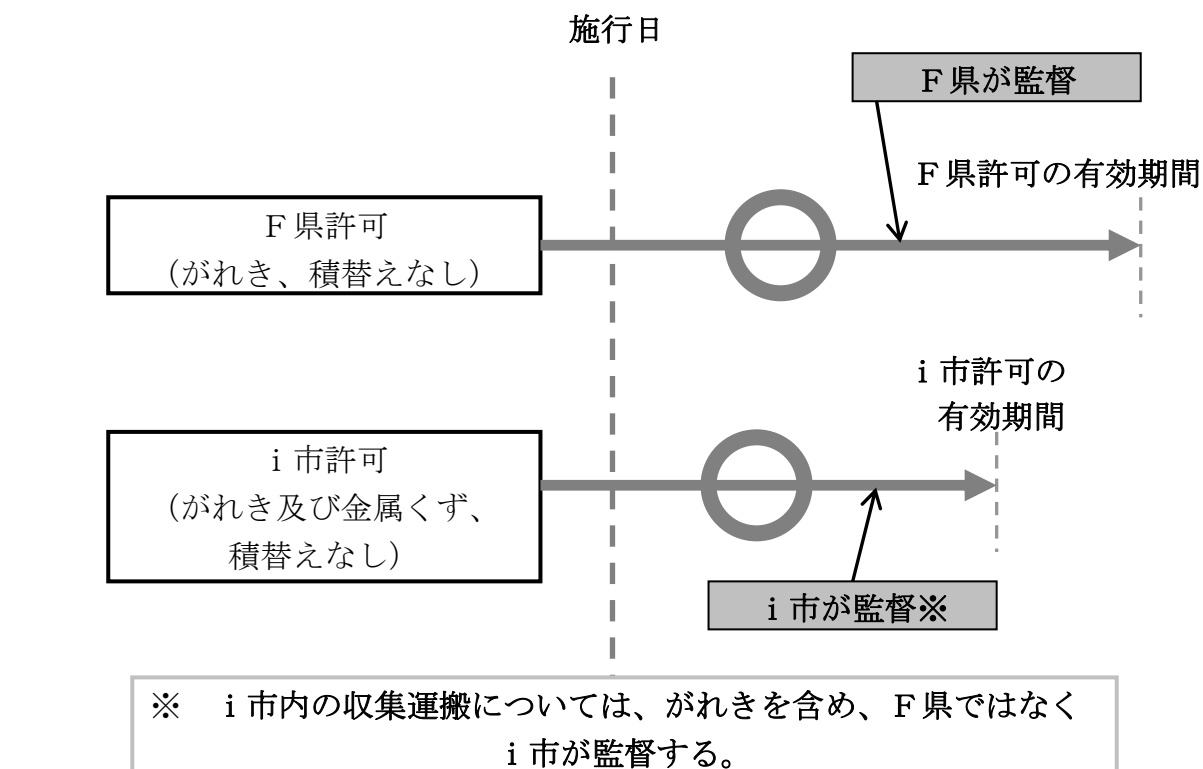 施行日
Ｆ県が監督
Ｆ県許可の有効期間
Ｆ県許可
（がれき、積替えなし）
ｉ市許可の
有効期間
ｉ市許可
（がれき及び金属くず、
積替えなし）
ｉ市が監督※
※　ｉ市内の収集運搬については、がれきを含め、Ｆ県ではなく
ｉ市が監督する。